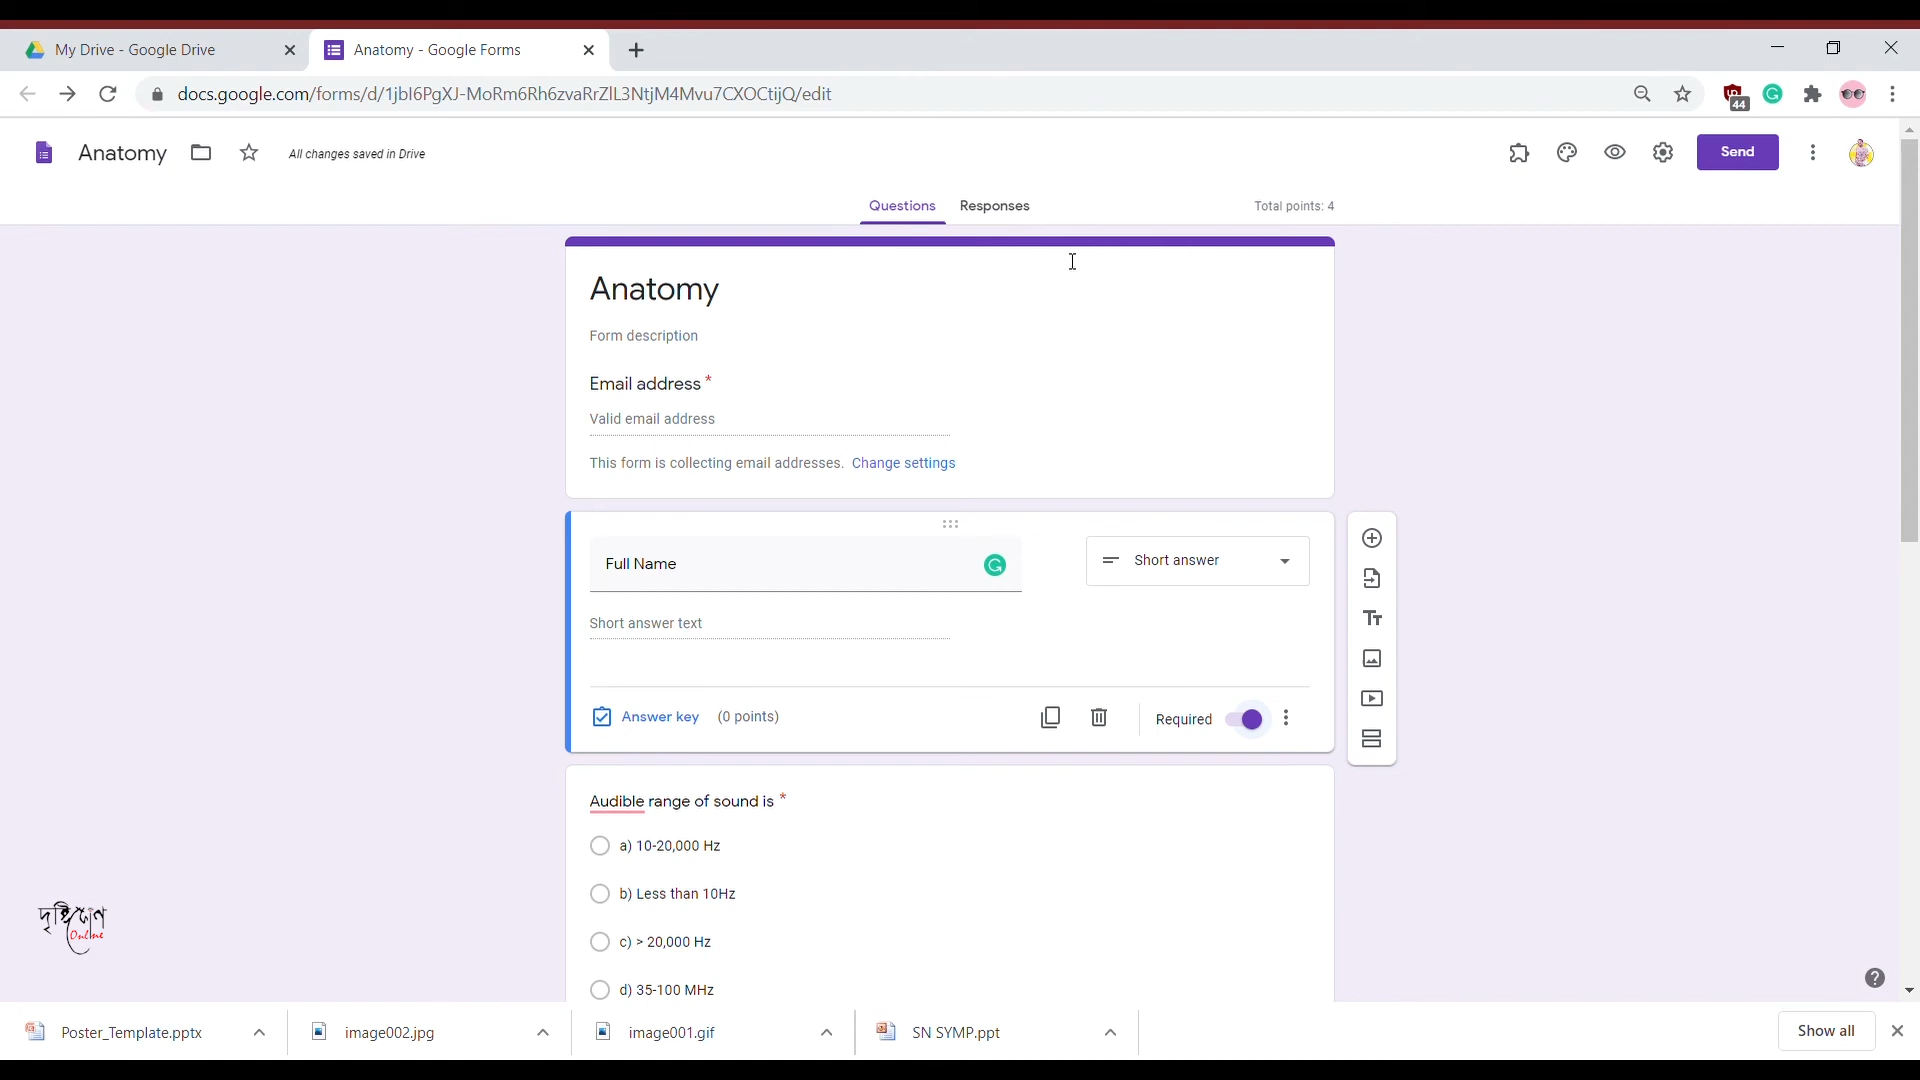 My Drive - Google Drive
Anatomy - Google Forms
docs.google.com/forms/d/1jbI6PgXJ-MoRm6Rh6zvaRrZlL3NtjM4Mvu7CXOCtijQ/edit
44
Anatomy
All changes saved in Drive
Send
Questions
Responses
Total points: 4
Anatomy
Form description
Email address *
Valid email address
This form is collecting email addresses. Change settings
Full Name
Short answer
Short answer text
Answer key (0 points)
Required
Audible range of sound is *
a) 10-20,000 Hz
b) Less than 10Hz
c) > 20,000 Hz
d) 35-100 MHz
দৃষ্টিকোণ
Online
Poster_Template.pptx
image002.jpg
image001.gif
SN SYMP.ppt
Show all